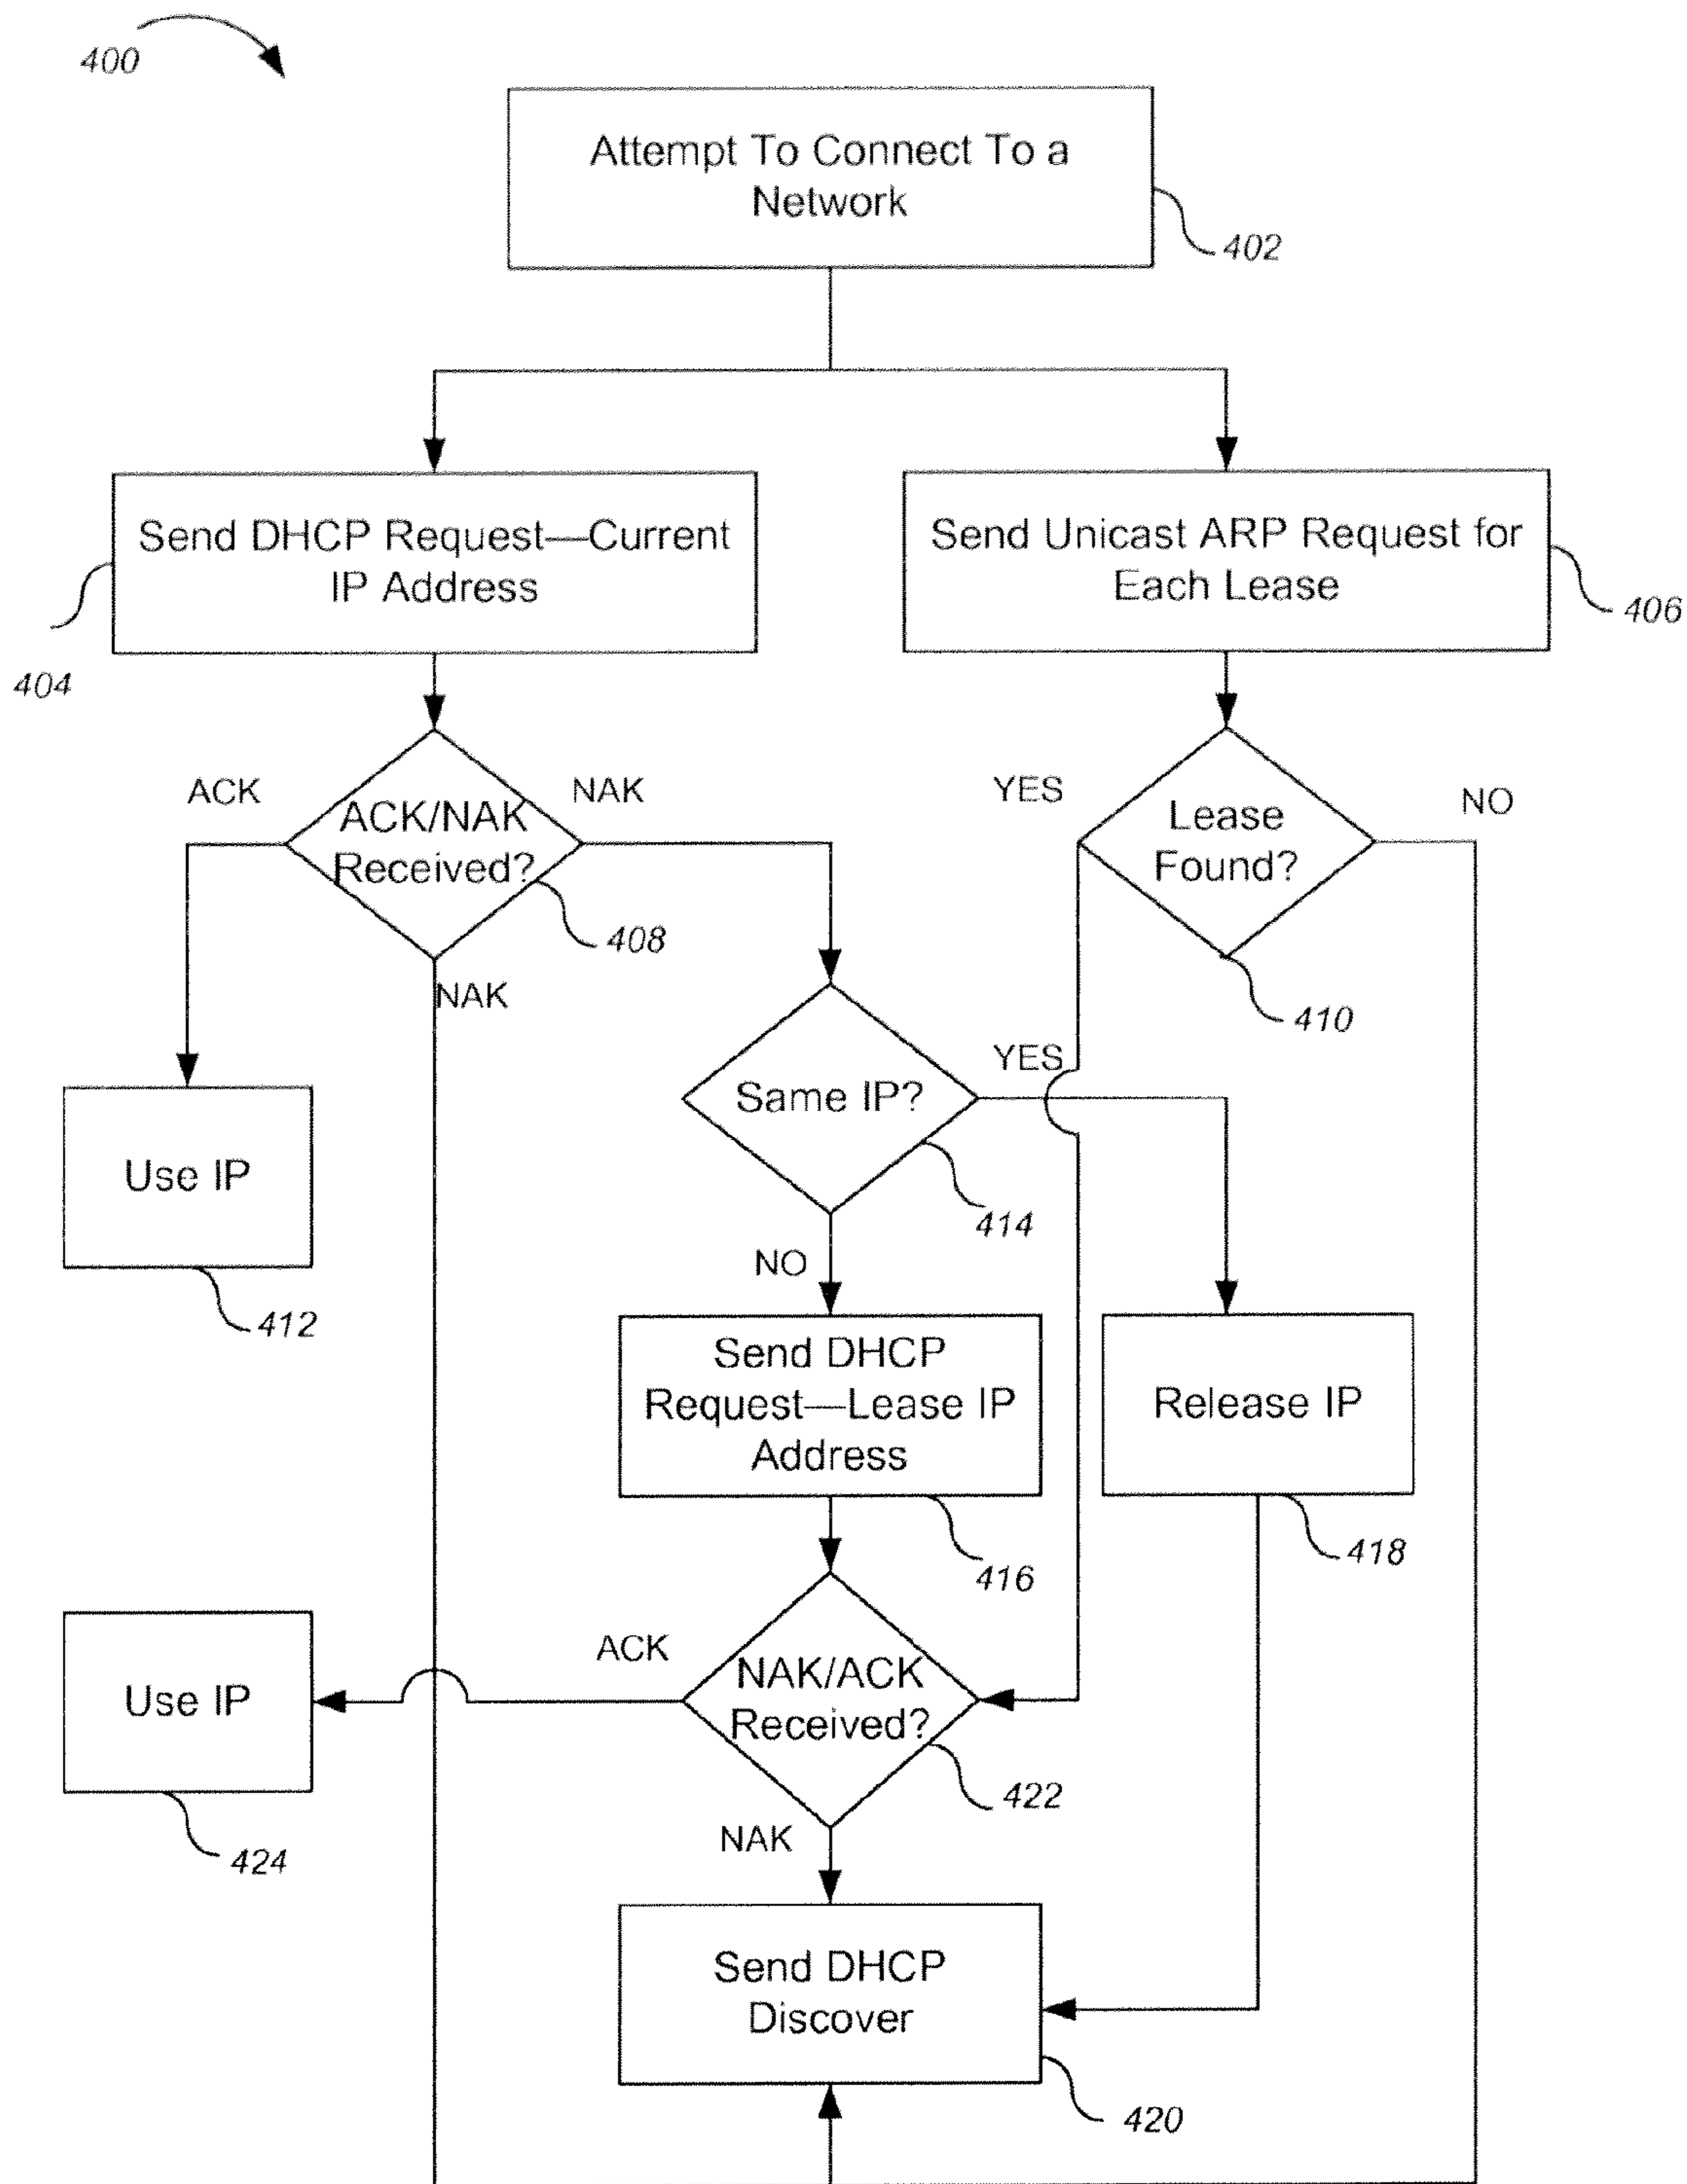 400
Attempt To Connect To a
Network
402
Send DHCP Request—Current
IP Address
404
Send Unicast ARP Request for
Each Lease
406
ACK
ACK/NAK
Received?
NAK
408
NAK
YES
Lease
Found?
NO
410
Use IP
412
Same IP?
YES
414
NO
Send DHCP
Request—Lease IP
Address
416
Release IP
418
Use IP
424
ACK
NAK/ACK
Received?
422
NAK
Send DHCP
Discover
420